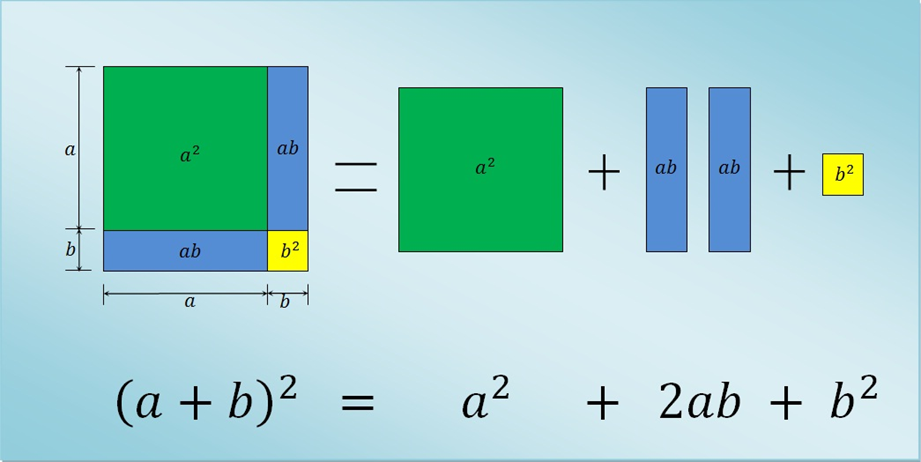 a
a²
ab
=
a²
+
ab
ab
+
b²
b
ab
b²
a
b
(a + b)² = a² + 2ab + b²